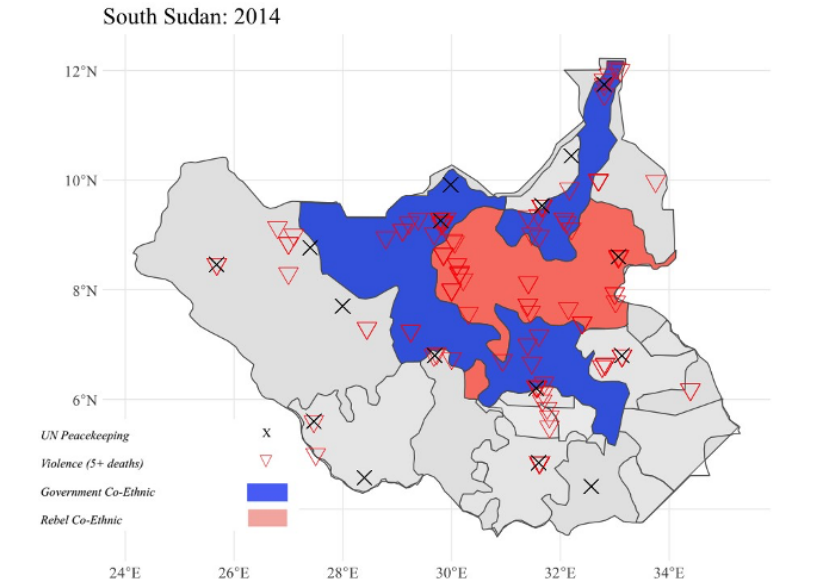 South Sudan: 2014
12°N
10°N
8°N
6°N
UN Peacekeeping X
Violence (5+ deaths)
Government Co-Ethnic
Rebel Co-Ethnic
24°E 26°E 28°E 30°E 32°E 34°E